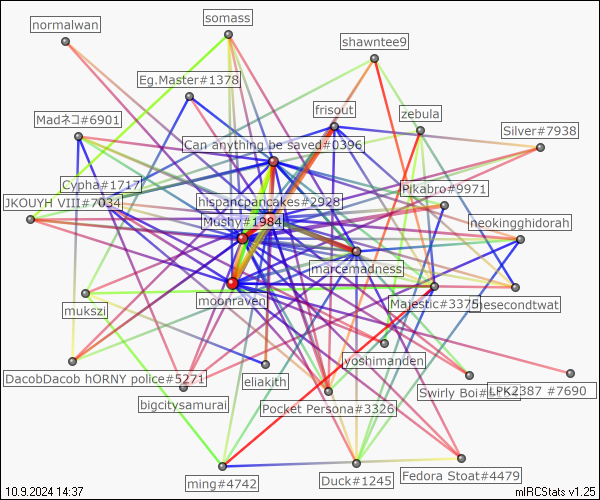 somass
normalwan
shawntee9
Eg.Master#1378
frisout
zebula
Madネコ#6901
Silver#7938
Can anything be saved#0396
Cypha#1717
Pikabro#9971
JKOUYH VIII#7034
hispancpancakes#2928
Mushy#1984
neokingghidorah
marcemadness
moonraven
Majestic#3375
mukszi
yoshimanden
DacobDacob hORNY police#5271
eliakith
Swirly Boi
LPK2387 #7690
bigcitysamurai
Pocket Persona#3326
ming#4742
Duck#1245
Fedora Stoat#4479
10.9.2024 14:37
mIRCStats v1.25